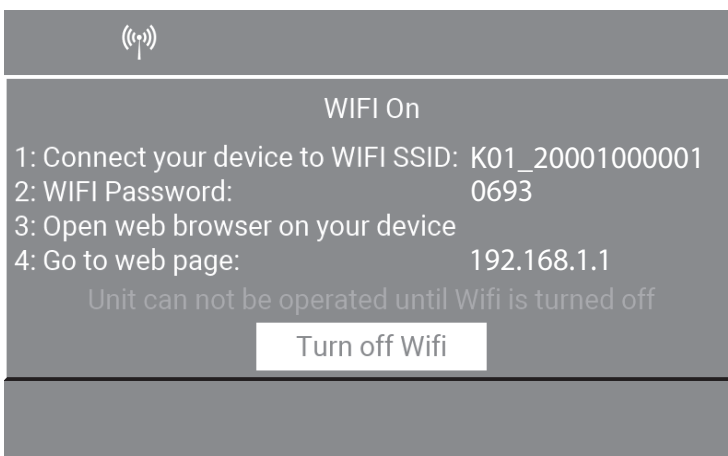 WIFI On
1: Connect your device to WIFI SSID: K01_20001000001
2: WIFI Password: 0693
3: Open web browser on your device
4: Go to web page: 192.168.1.1
Unit can not be operated until Wifi is turned off
Turn off Wifi